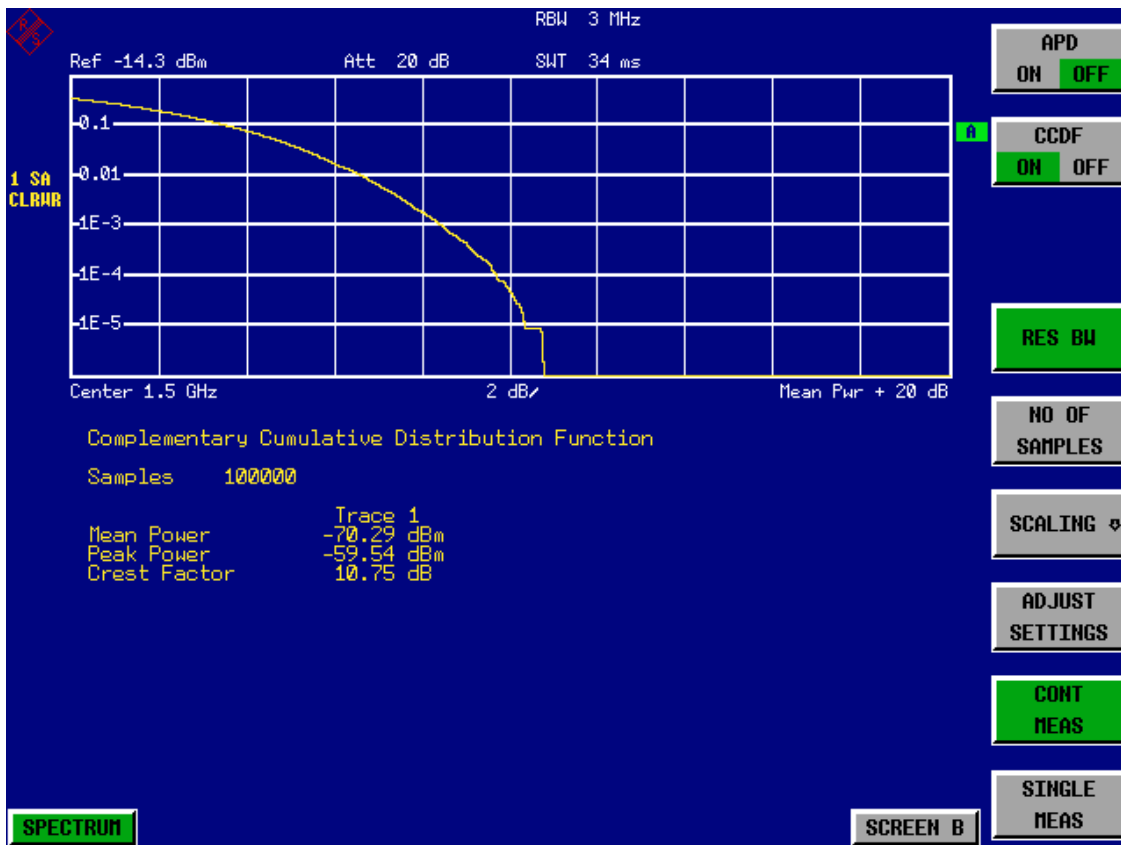 RBW 3 MHz
R S
Ref -14.3 dBm Att 20 dB SWT 34 ms
0.1
0.01
1E-3
1E-4
1E-5
1 SA
CLRWR
A
Center 1.5 GHz 2 dB/ Mean Pwr + 20 dB
Complementary Cumulative Distribution Function
Samples 100000
Trace 1
Mean Power -70.29 dBm
Peak Power -59.54 dBm
Crest Factor 10.75 dB
APD
ON OFF
CCDF
ON OFF
RES BW
NO OF
SAMPLES
SCALING
ADJUST
SETTINGS
CONT
MEAS
SINGLE
MEAS
SPECTRUM
SCREEN B